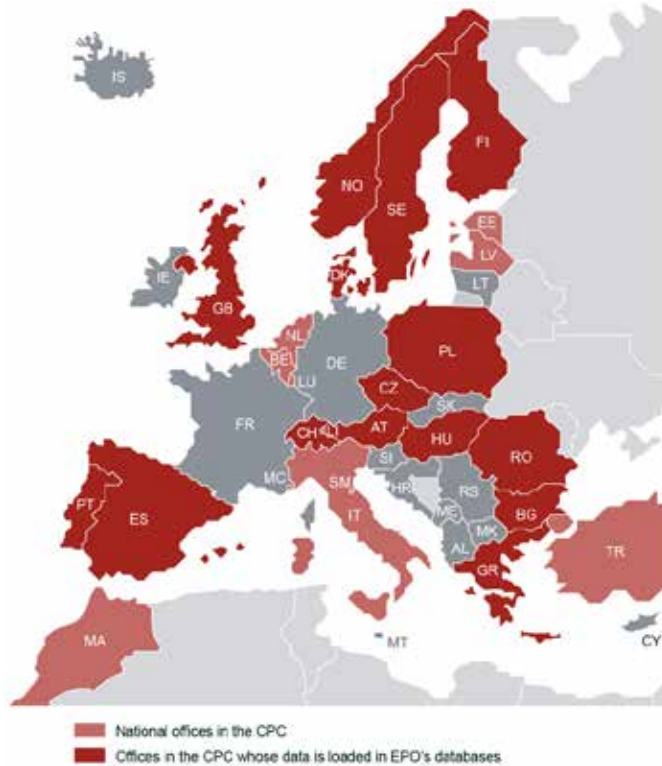 IS
FI
NO
SE
EE
LV
DK
LT
IE
GB
NL
PL
BE
DE
LU
CZ
SK
FR
CH
LI
AT
HU
SI
RO
MC
SM
HR
RS
PT
ES
IT
ME
BG
MK
AL
TR
GR
MA
MT
CY
National offices in the CPC
Offices in the CPC whose data is loaded in EPO's databases